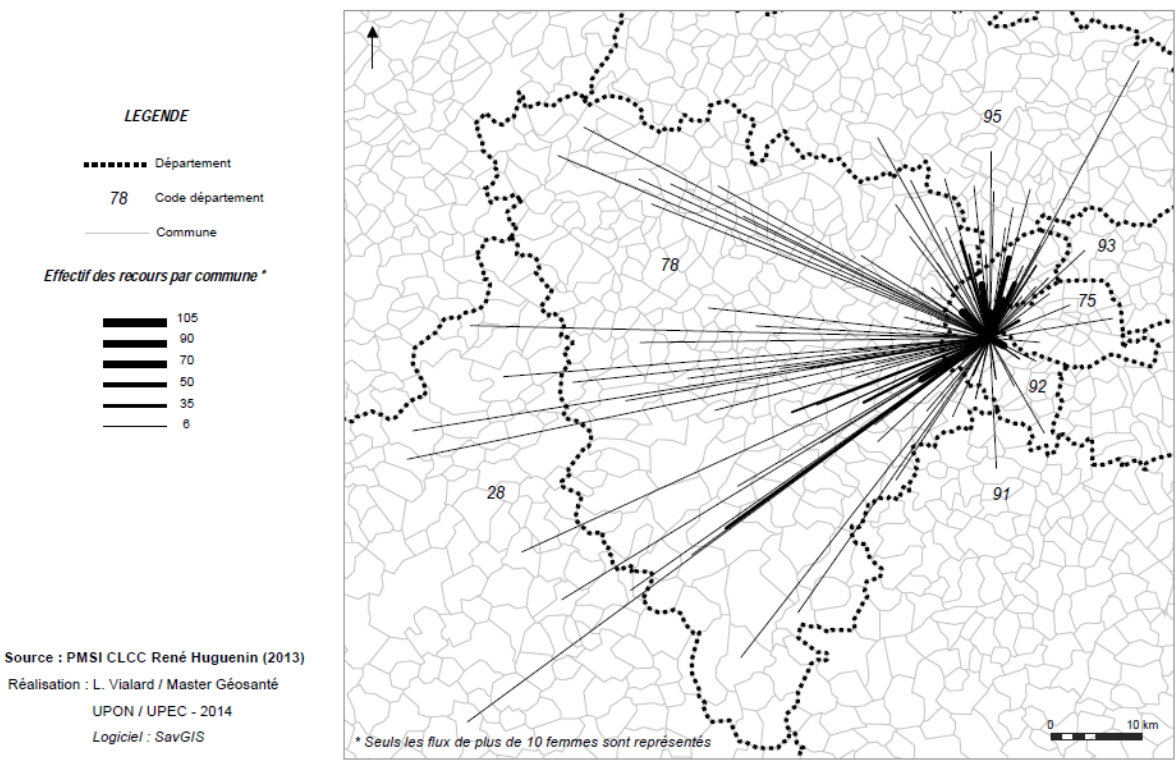 LEGENDE
Département
78 Code département
Commune
Effectif des recours par commune *
105
90
70
50
35
6
Source : PMSI CLCC René Huguenin (2013)
Réalisation : L. Vialard / Master Géosanté
UPON / UPEC - 2014
Logiciel : SavGIS
95
93
78
75
92
28
91
0 10 km
* Seuls les flux de plus de 10 femmes sont représentés